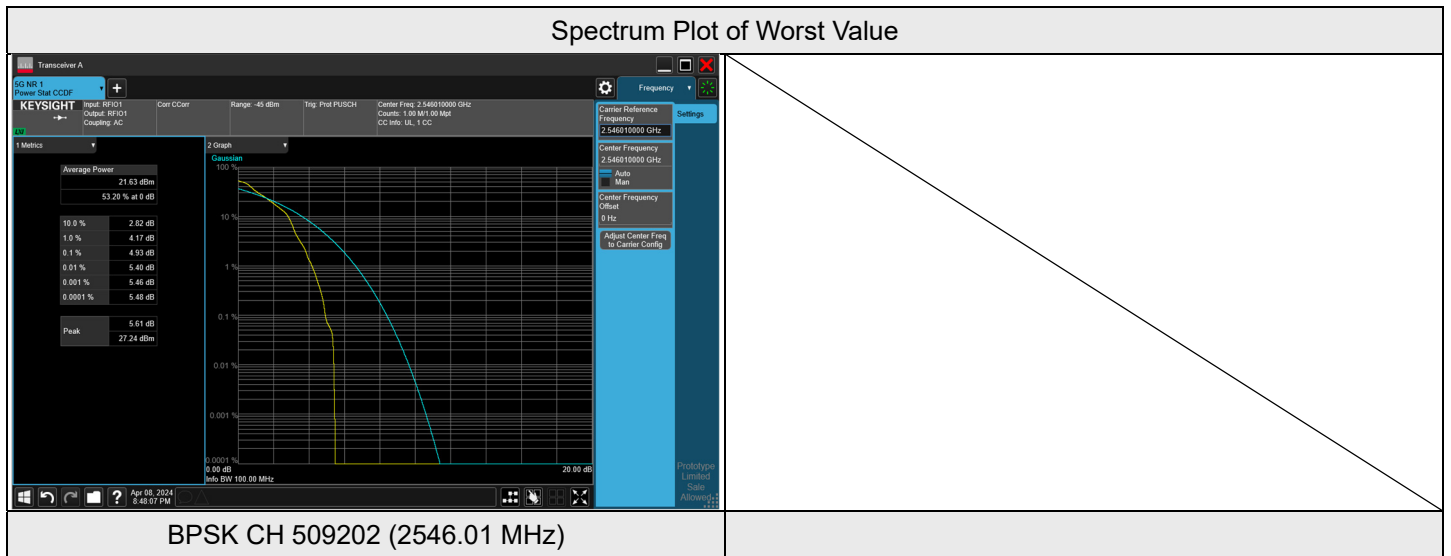 Spectrum Plot of Worst Value
Transceiver A
5G NR 1
Power Stat CCDF
+
Frequency
KEYSIGHT
Input: RFIO1
Output: RFIO1
Coupling: AC
Corr CCorr
Range: -45 dBm
Trig: Prot PUSCH
Center Freq: 2.546010000 GHz
Counts: 1.00 M/1.00 Mpt
CC Info: UL, 1 CC
LVI
1 Metrics
Average Power
21.63 dBm
53.20 % at 0 dB
10.0 % 2.82 dB
1.0 % 4.17 dB
0.1 % 4.93 dB
0.01 % 5.40 dB
0.001 % 5.46 dB
0.0001 % 5.48 dB
Peak
5.61 dB
27.24 dBm
2 Graph
Gaussian
100 %
10 %
1 %
0.1 %
0.01 %
0.001 %
0.0001 %
0.00 dB 20.00 dB
Info BW 100.00 MHz
Carrier Reference
Frequency
2.546010000 GHz
Settings
Center Frequency
2.546010000 GHz
Auto
Man
Center Frequency
Offset
0 Hz
Adjust Center Freq
to Carrier Config
Prototype
Limited
Sale
Allowed
?
Apr 08, 2024
8:48:07 PM
BPSK CH 509202 (2546.01 MHz)